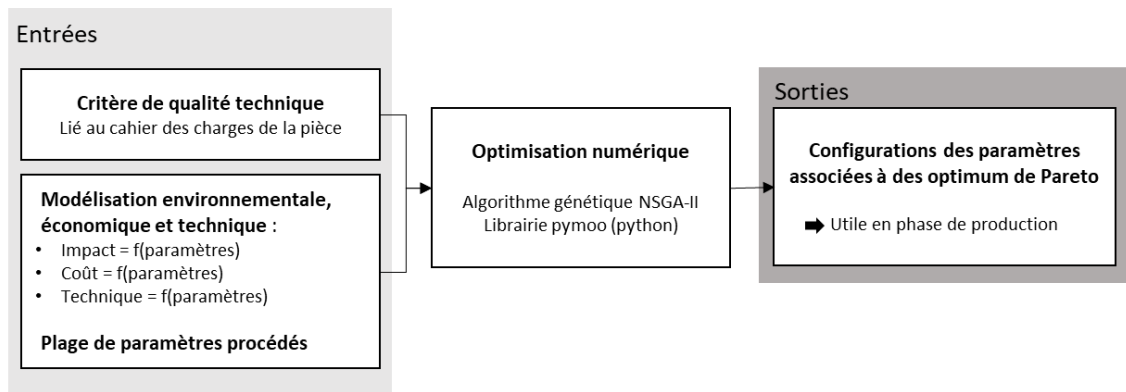 Entrées
Critère de qualité technique
Lié au cahier des charges de la pièce
Modélisation environnementale,
économique et technique :
• Impact = f(paramètres)
• Coût = f(paramètres)
• Technique = f(paramètres)
Plage de paramètres procédés
Optimisation numérique
Algorithme génétique NSGA-II
Librairie pymoo (python)
Sorties
Configurations des paramètres
associées à des optimum de Pareto
➡ Utile en phase de production